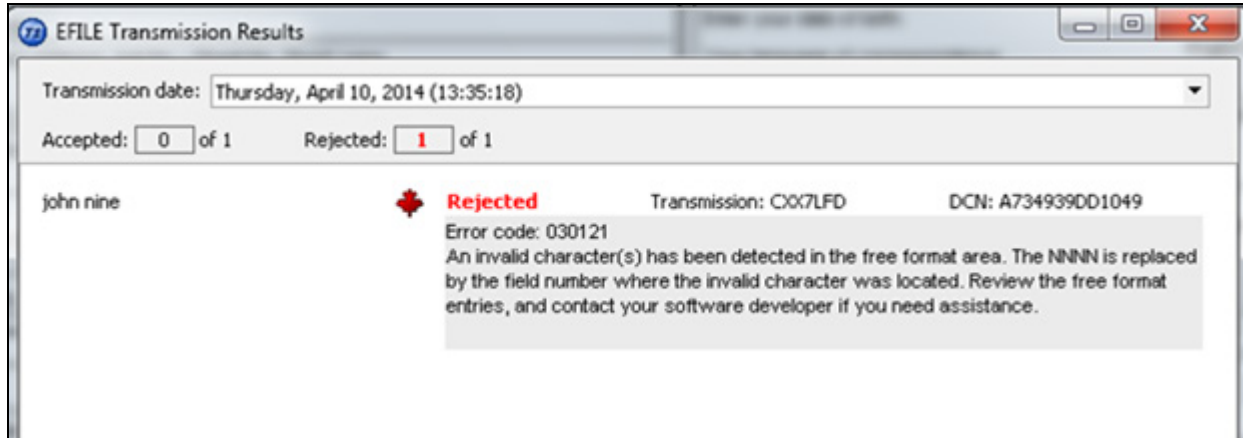 T1 EFILE Transmission Results
Transmission date: Thursday, April 10, 2014 (13:35:18)
Accepted: 0 of 1 Rejected: 1 of 1
john nine Rejected Transmission: CXX7LFD DCN: A734939DD1049
Error code: 030121
An invalid character(s) has been detected in the free format area. The NNNN is replaced
by the field number where the invalid character was located. Review the free format
entries, and contact your software developer if you need assistance.